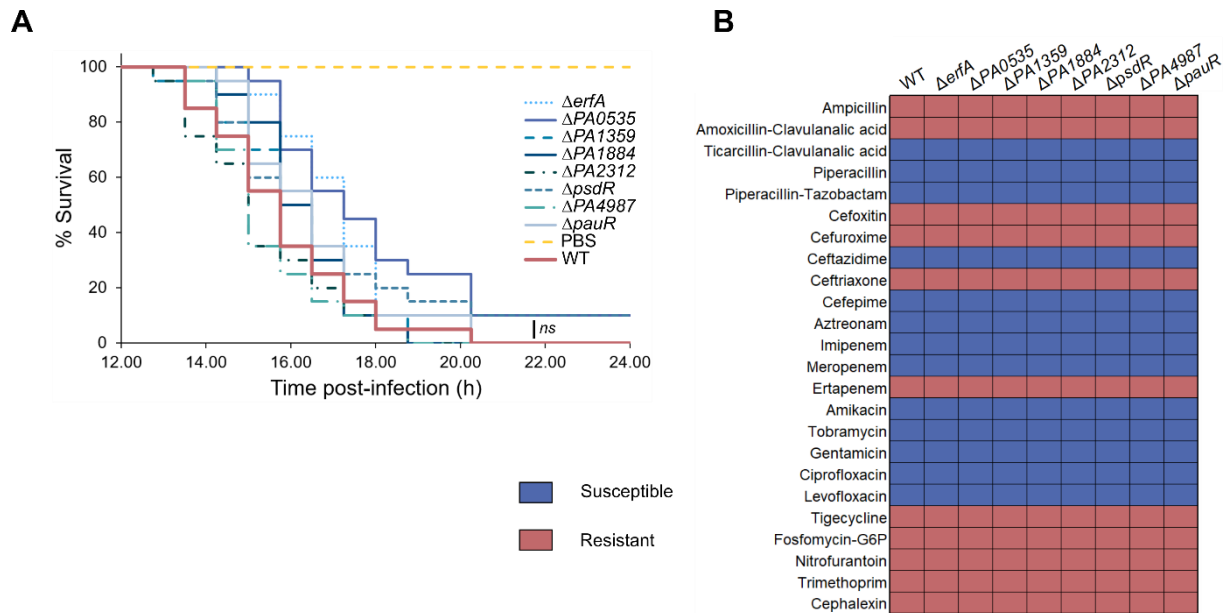 A
B
100
80
60
40
20
0
% Survival
12.00 14.00 16.00 18.00 20.00 22.00 24.00
Time post-infection (h)
ΔerfA
ΔPA0535
ΔPA1359
ΔPA1884
ΔPA2312
ΔpsdR
ΔPA4987
ΔpauR
PBS
WT
ns
Susceptible
Resistant
WT ΔerfA ΔPA0535 ΔPA1359 ΔPA1884 ΔPA2312 ΔpsdR ΔPA4987 ΔpauR
Ampicillin
Amoxicillin-Clavulanalic acid
Ticarcillin-Clavulanalic acid
Piperacillin
Piperacillin-Tazobactam
Cefoxitin
Cefuroxime
Ceftazidime
Ceftriaxone
Cefepime
Aztreonam
Imipenem
Meropenem
Ertapenem
Amikacin
Tobramycin
Gentamicin
Ciprofloxacin
Levofloxacin
Tigecycline
Fosfomycin-G6P
Nitrofurantoin
Trimethoprim
Cephalexin